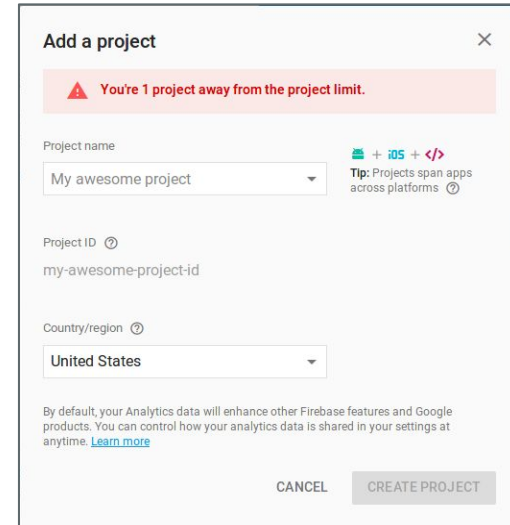 Add a project
You're 1 project away from the project limit.
Project name
My awesome project
+ iOS + </>
Tip: Projects span apps
across platforms
Project ID
my-awesome-project-id
Country/region
United States
By default, your Analytics data will enhance other Firebase features and Google
products. You can control how your analytics data is shared in your settings at
anytime. Learn more
CANCEL CREATE PROJECT